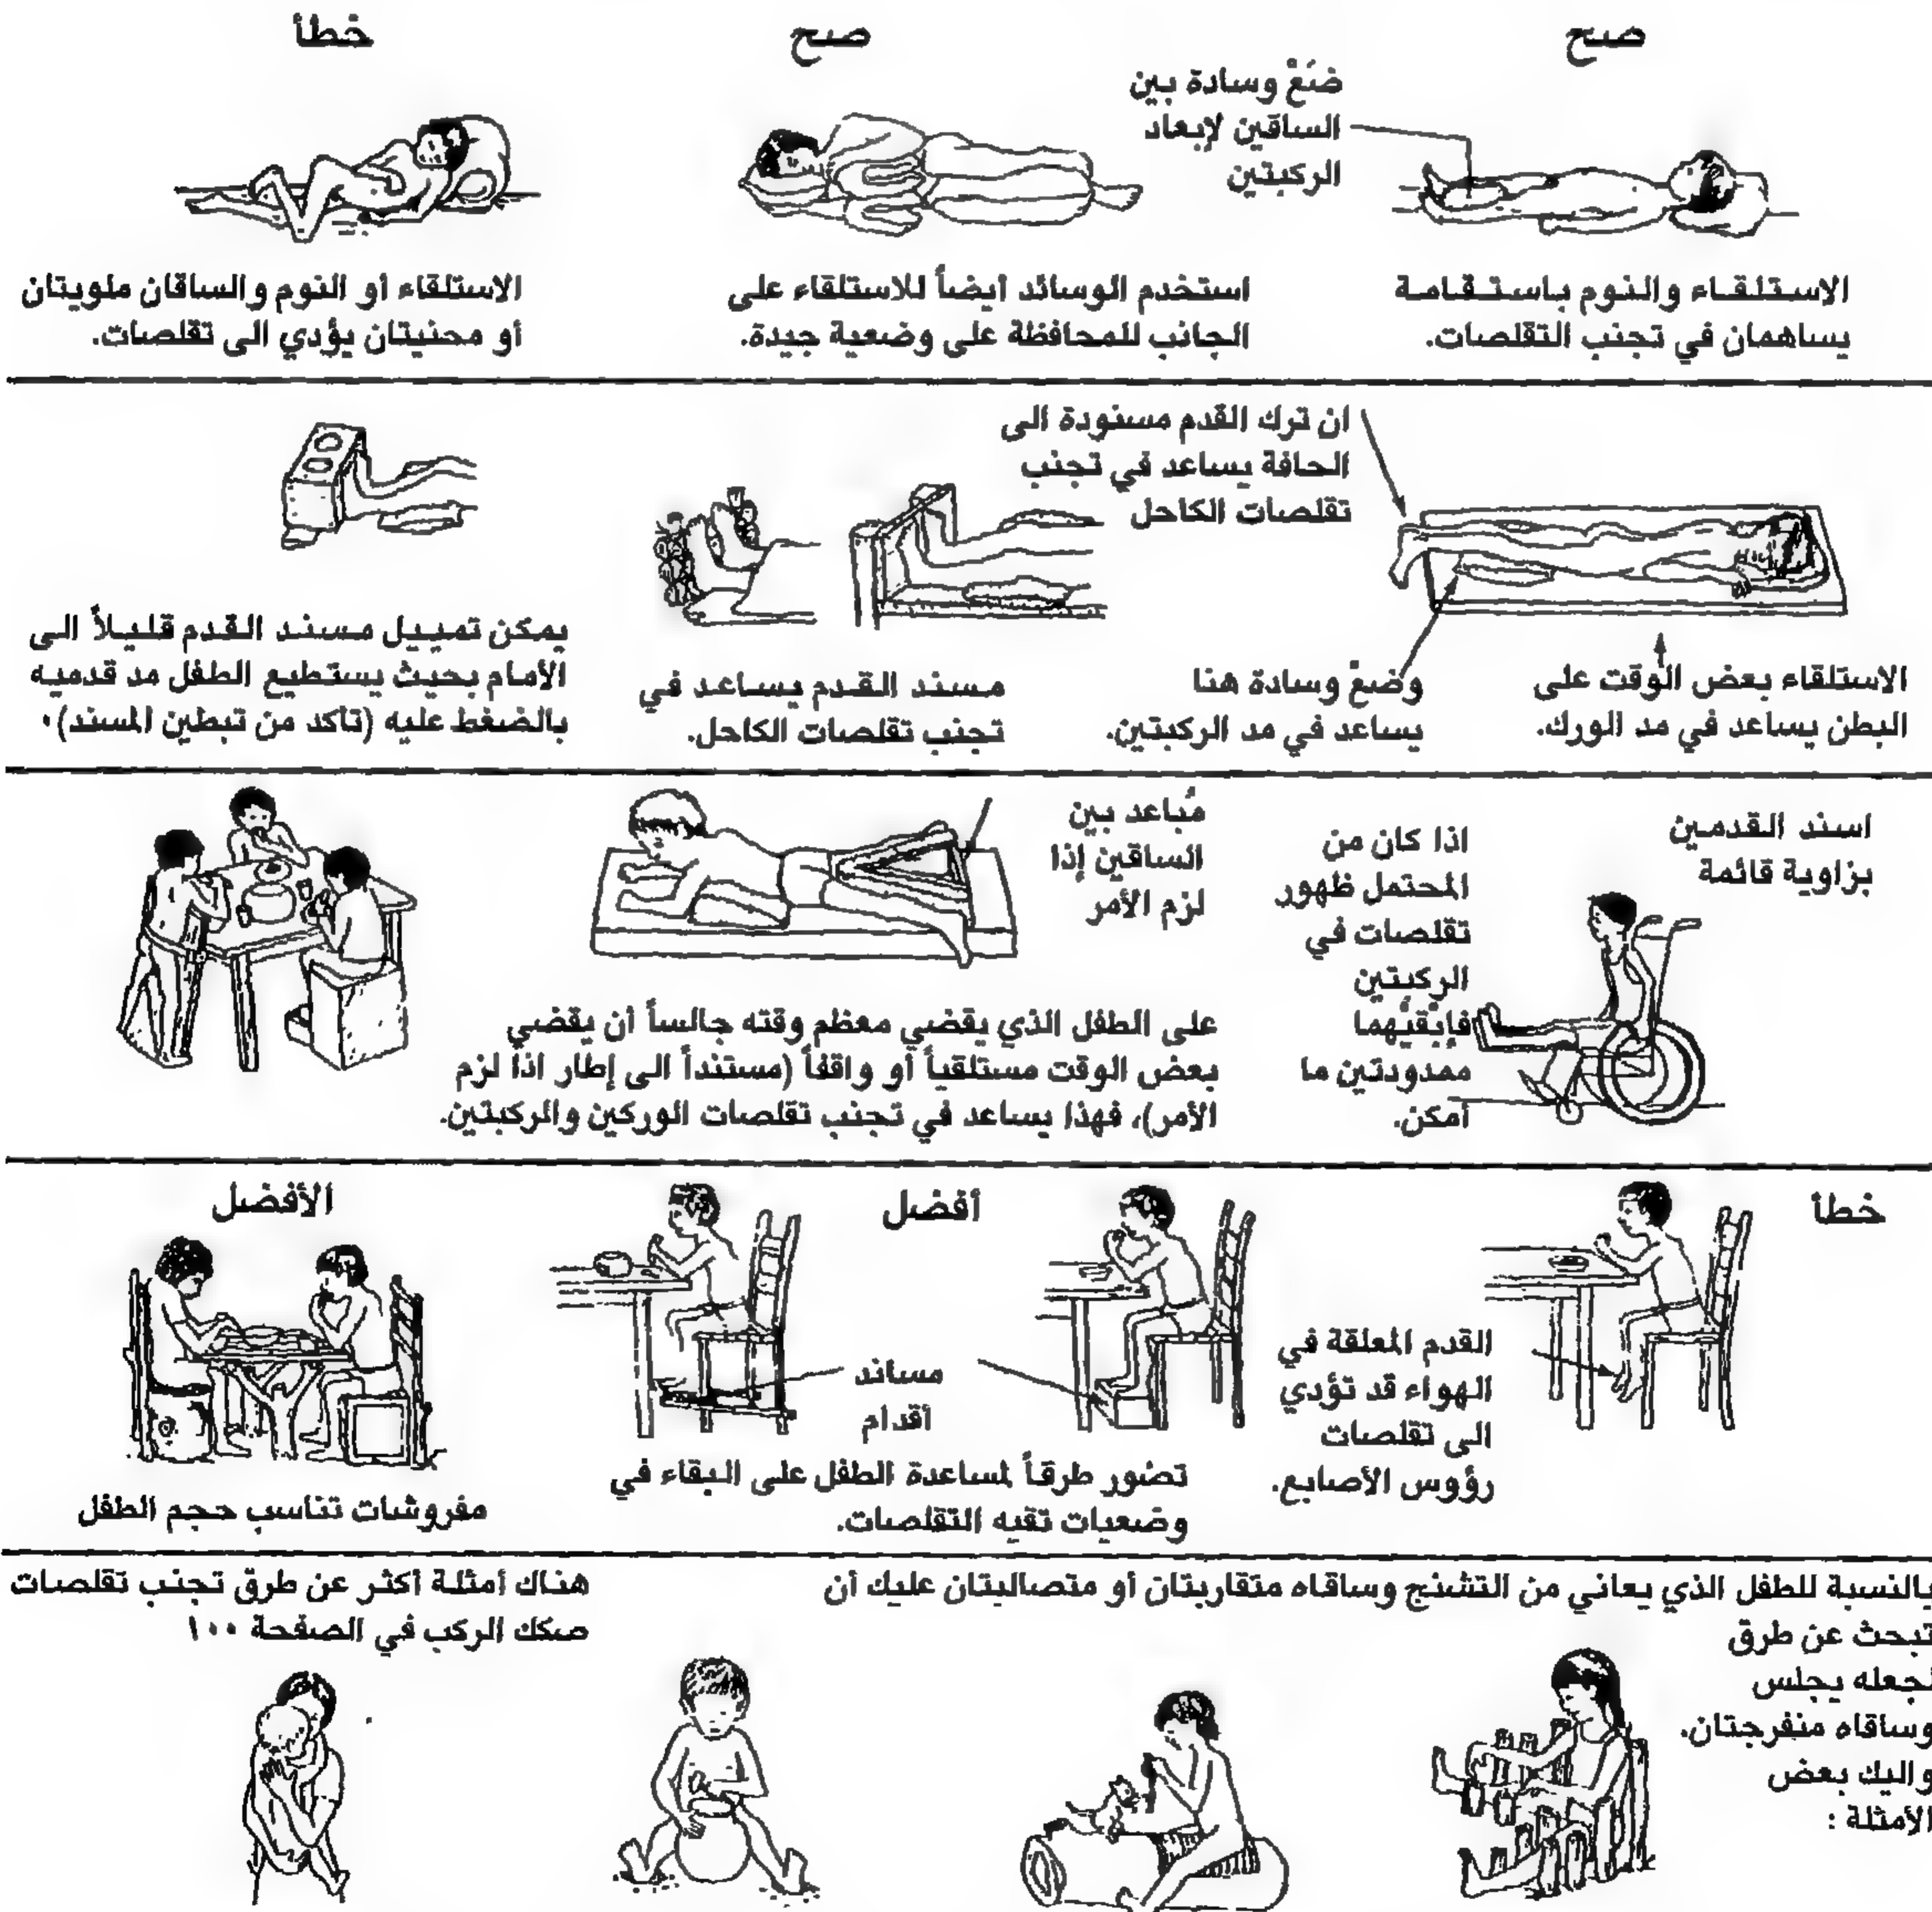 صح
ضَعْ وسادة بين
الساقين لإبعاد
الركبتين
الاستلقاء والنوم باستقامة
يساهمان في تجنب التقلصات.
صح
استخدم الوسائد أيضاً للاستلقاء على
الجانب للمحافظة على وضعية جيدة.
خطأ
الاستلقاء أو النوم والساقان ملويتان
أو محنيتان يؤدي الى تقلصات.
ان ترك القدم مسنودة الى
الحافة يساعد في تجنب
تقلصات الكاحل
الاستلقاء بعض الوقت على
البطن يساعد في مد الورك.
وضعْ وسادة هنا
يساعد في مد الركبتين.
مسند القدم يساعد في
تجنب تقلصات الكاحل.
يمكن تمييل مسند القدم قليلاً الى
الأمام بحيث يستطيع الطفل مد قدميه
بالضغط عليه (تأكد من تبطين المسند).
اسند القدمين
بزاوية قائمة
اذا كان من
المحتمل ظهور
تقلصات في
الركبتين
فإبْقيْهما
ممدودتين ما
أمكن.
مُباعد بين
الساقين إذا
لزم الأمر
على الطفل الذي يقضي معظم وقته جالساً أن يقضي
بعض الوقت مستلقياً أو واقفاً (مستنداً الى إطار اذا لزم
الأمر)، فهذا يساعد في تجنب تقلصات الوركين والركبتين.
خطأ
القدم المعلقة في
الهواء قد تؤدي
الى تقلصات
رؤوس الأصابع.
أفضل
مساند
أقدام
تصور طرقاً لمساعدة الطفل على البقاء في
وضعيات تقيه التقلصات.
الأفضل
مفروشات تناسب حجم الطفل
بالنسبة للطفل الذي يعاني من التشنج وساقاه متقاربتان أو متصالبتان عليك أن
تبحث عن طرق
تجعله يجلس
وساقاه منفرجتان.
واليك بعض
الأمثلة :
هناك أمثلة أكثر عن طرق تجنب تقلصات
صكك الركب في الصفحة ١٠٠